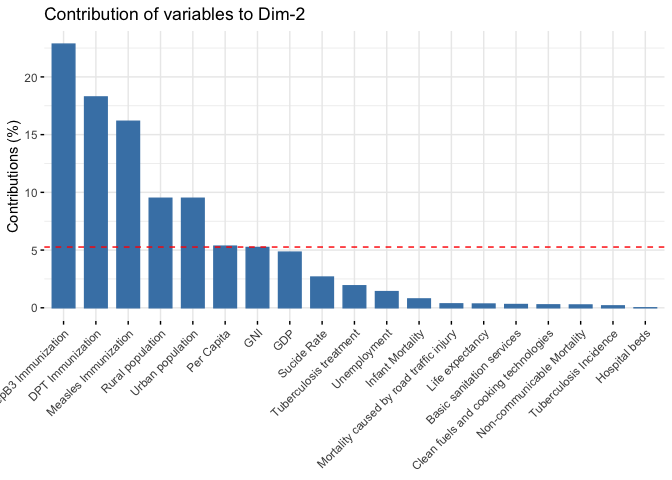 Contribution of variables to Dim-2
Contributions (%)
20
15
10
5
0
epB3 Immunization
DPT Immunization
Measles Immunization
Rural population
Urban population
Per Capita
GNI
GDP
Sucide Rate
Tuberculosis treatment
Unemployment
Infant Mortality
Mortality caused by road traffic injury
Life expectancy
Basic sanitation services
Clean fuels and cooking technologies
Non-communicable Mortality
Tuberculosis Incidence
Hospital beds